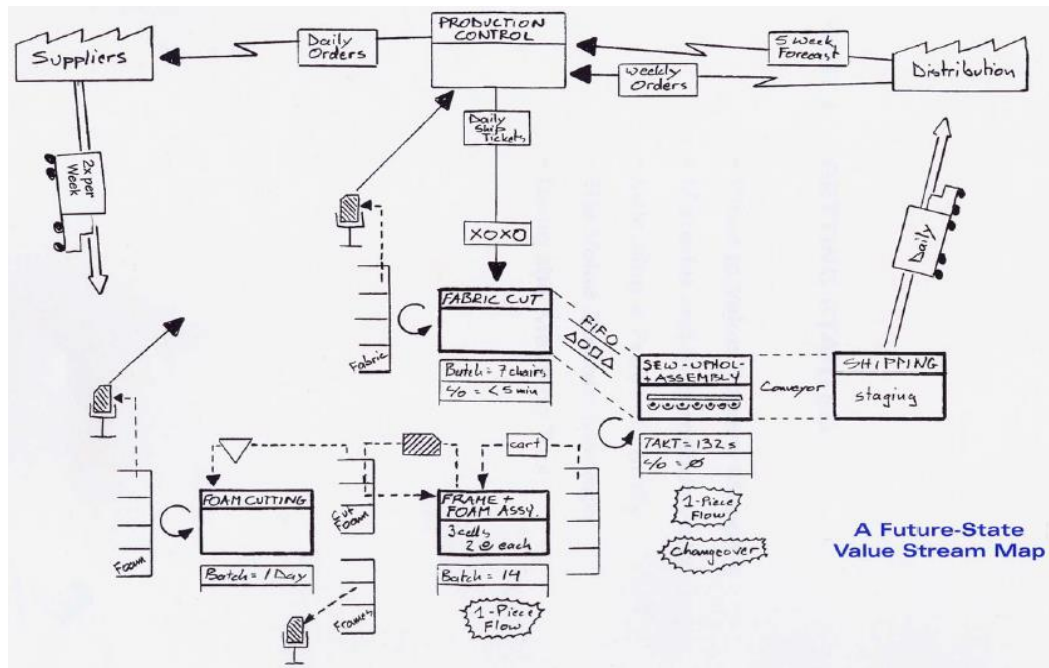 PRODUCTION
CONTROL
Suppliers
Daily
Orders
5 Week
Forecast
Weekly
Orders
Distribution
Daily
Ship
Tickets
2x per
Week
Daily
XOXO
Fabric
FABRIC CUT
Batch = 7 chairs
c/o = < 5 min
FIFO
SEW - UPHOL-
+ ASSEMBLY
TAKT = 132 s
c/o = Ø
1-Piece
Flow
Changeover
Conveyor
SHIPPING
staging
Foam
FOAM CUTTING
Batch = 1 Day
Cut
Foam
Frames
cart
FRAME +
FOAM ASSY.
3 cells
2 @ each
Batch = 14
1-Piece
Flow
A Future-State
Value Stream Map